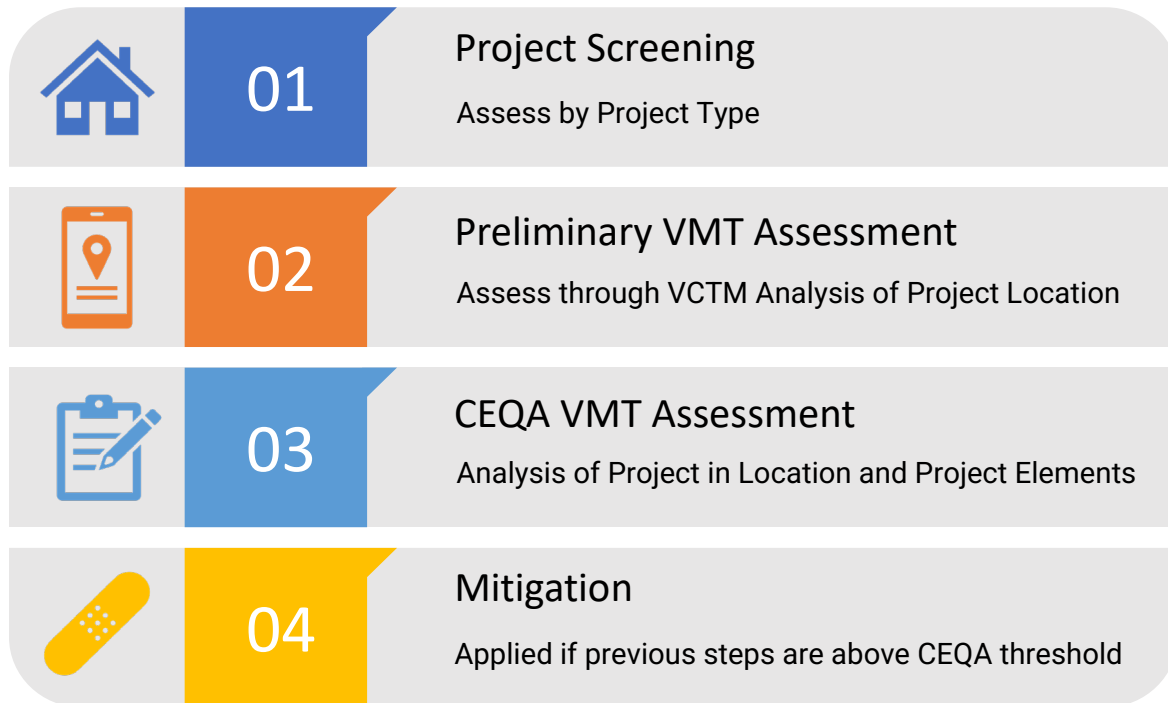 01
Project Screening
Assess by Project Type
02
Preliminary VMT Assessment
Assess through VCTM Analysis of Project Location
03
CEQA VMT Assessment
Analysis of Project in Location and Project Elements
04
Mitigation
Applied if previous steps are above CEQA threshold